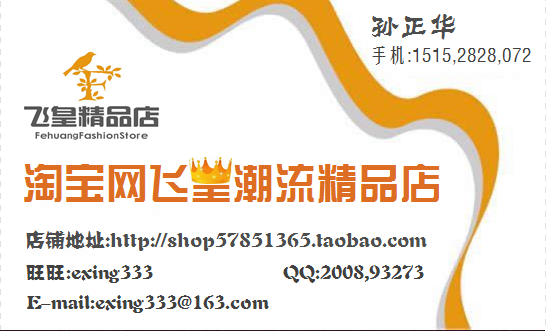 孙正华
手机:1515,2828,072
飞皇精品店
FehuangFashionStore
淘宝网飞皇潮流精品店
店铺地址:http://shop57851365.taobao.com
旺旺:exing333 QQ:2008,93273
E-mail:exing333@163.com